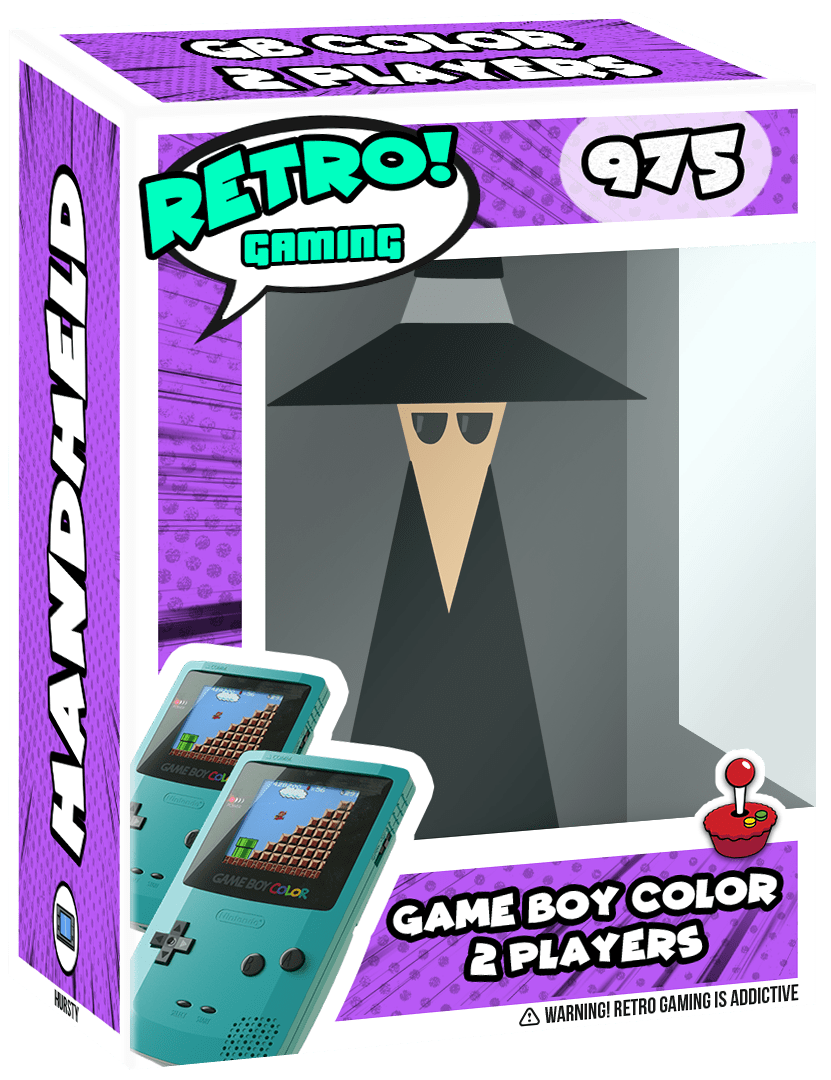 GB COLOR
2 PLAYERS
RETRO!
GAMING
975
HANDHELD
GAME BOY COLOR
GAME BOY COLOR
Nintendo
GAME BOY COLOR
2 PLAYERS
⚠ WARNING! RETRO GAMING IS ADDICTIVE
HURSTY